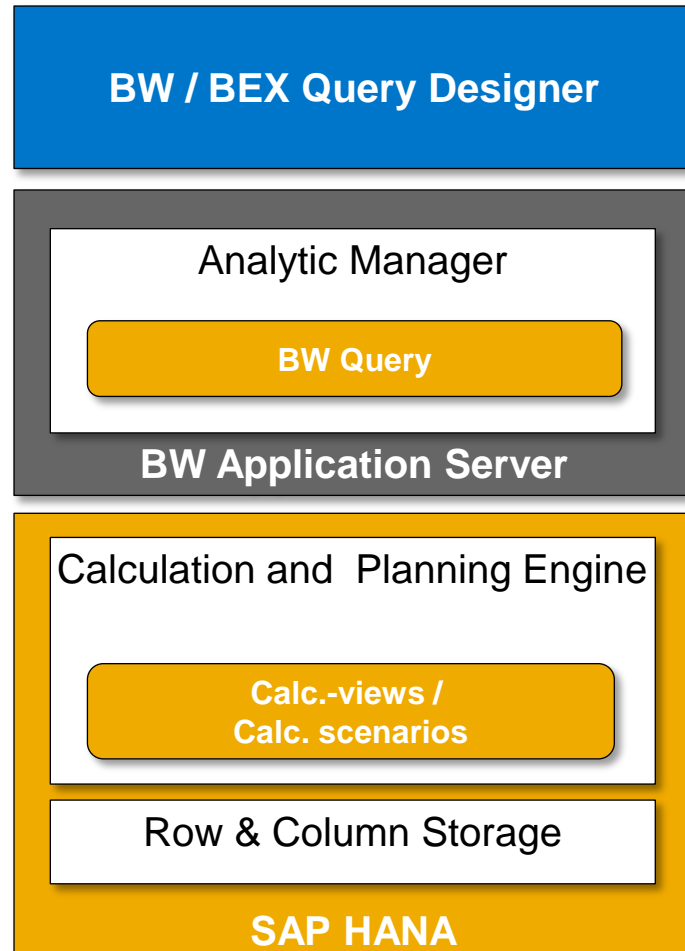 BW / BEX Query Designer
Analytic Manager
BW Query
BW Application Server
Calculation and Planning Engine
Calc.-views /
Calc. scenarios
Row & Column Storage
SAP HANA